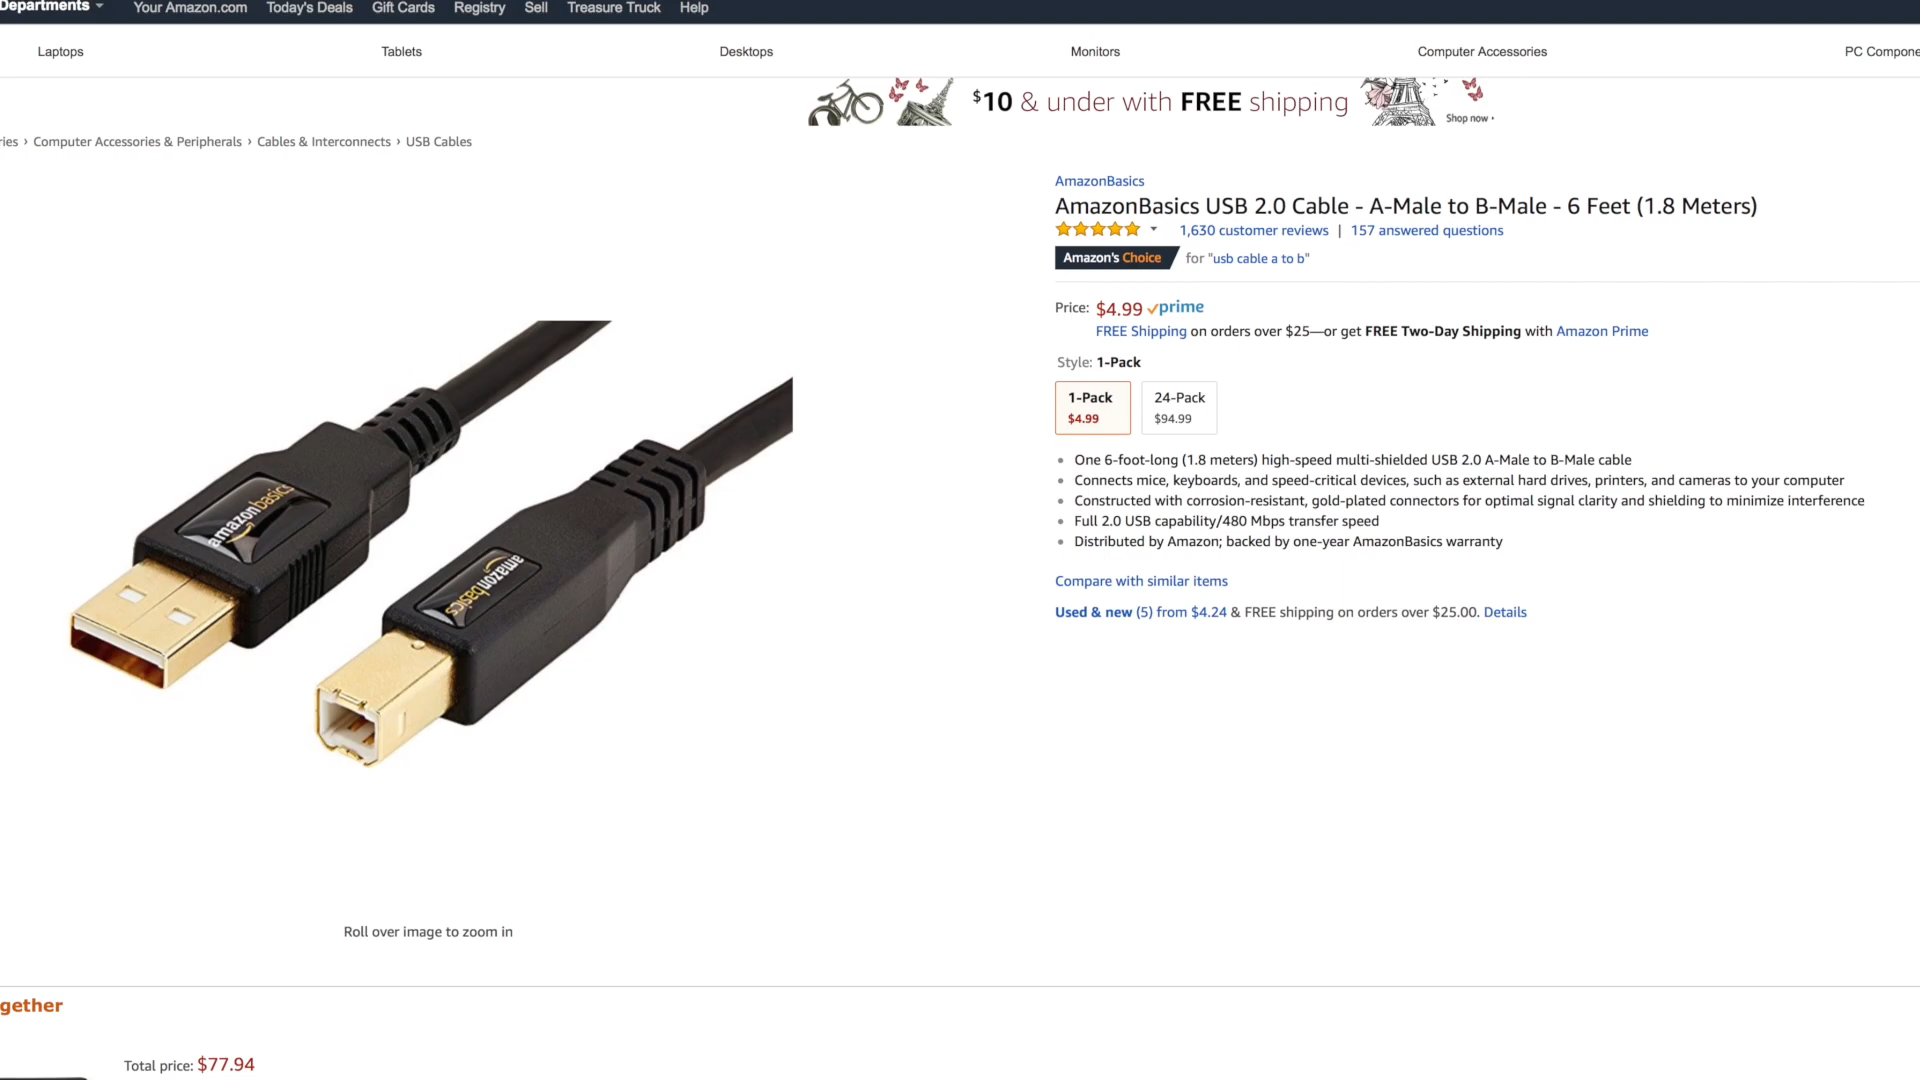 Departments Your Amazon.com Today's Deals Gift Cards Registry Sell Treasure Truck Help
Laptops Tablets Desktops Monitors Computer Accessories PC Compone
$10 & under with FREE shipping
Shop now
ries › Computer Accessories & Peripherals › Cables & Interconnects › USB Cables
AmazonBasics
AmazonBasics USB 2.0 Cable - A-Male to B-Male - 6 Feet (1.8 Meters)
1,630 customer reviews | 157 answered questions
Amazon's Choice for "usb cable a to b"
Price: $4.99 prime
FREE Shipping on orders over $25—or get FREE Two-Day Shipping with Amazon Prime
Style: 1-Pack
1-Pack 24-Pack
$4.99 $94.99
One 6-foot-long (1.8 meters) high-speed multi-shielded USB 2.0 A-Male to B-Male cable
Connects mice, keyboards, and speed-critical devices, such as external hard drives, printers, and cameras to your computer
Constructed with corrosion-resistant, gold-plated connectors for optimal signal clarity and shielding to minimize interference
Full 2.0 USB capability/480 Mbps transfer speed
Distributed by Amazon; backed by one-year AmazonBasics warranty
Compare with similar items
Used & new (5) from $4.24 & FREE shipping on orders over $25.00. Details
amazonbasics
amazonbasics
Roll over image to zoom in
gether
Total price: $77.94